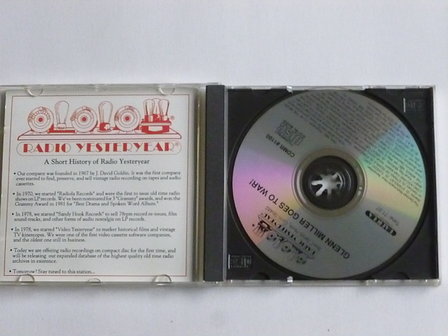 RADIO YESTERYEAR
A Short History of Radio Yesteryear
• Our company was founded in 1967 by J. David Goldin. It was the first company
ever started to find, preserve, and sell vintage radio recording on tapes and audio
cassettes.
• In 1970, we started "Radiola Records" and were the first to issue old time radio
shows on LP records. We've been nominated for 5 "Grammy" awards, and won the
Grammy Award in 1981 for "Best Drama and Spoken Word Album."
• In 1978, we started "Sandy Hook Records" to sell 78rpm record re-issues, film
sound tracks, and other forms of audio nostalgia on LP records.
• In 1978, we started "Video Yesteryear" to market historical films and vintage
TV kinescopes. We were one of the first video cassette software companies,
and the oldest one still in business.
• Today we are offering radio recordings on compact disc for the first time, and
will be releasing our expanded database of the highest quality old time radio
archives in existence.
• Tomorrow? Stay tuned to this station...
GLENN MILLER GOES TO WAR!